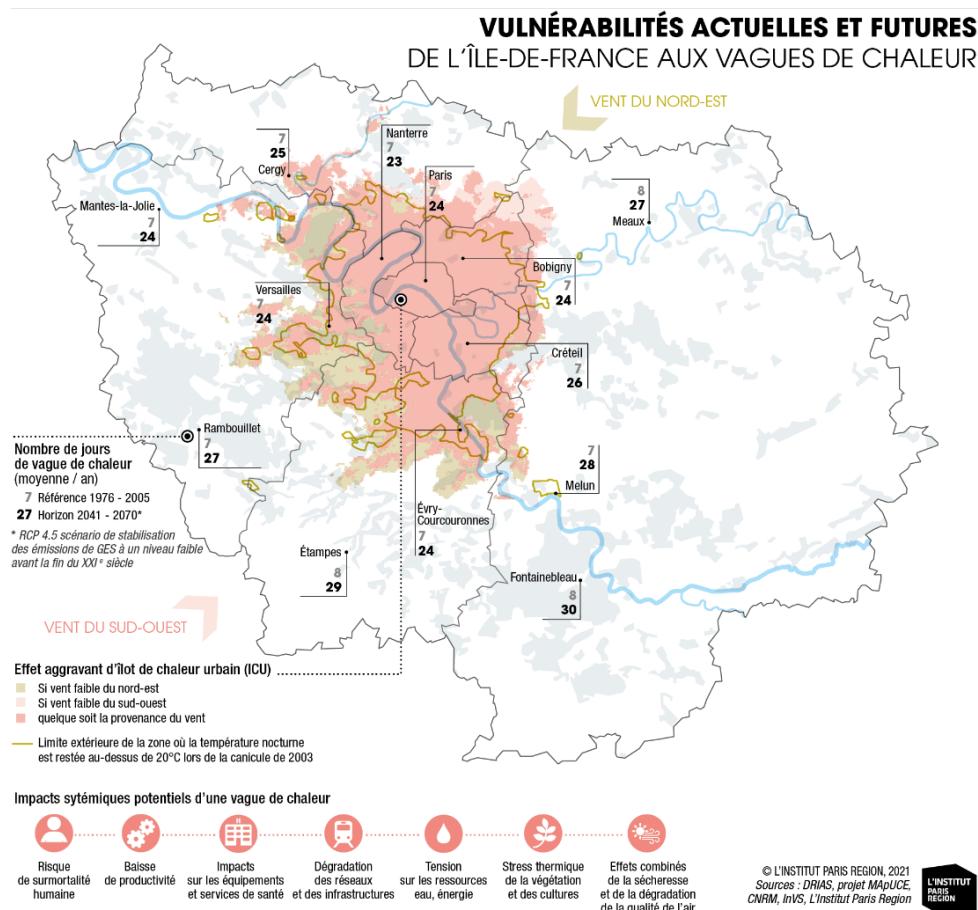 VULNÉRABILITÉS ACTUELLES ET FUTURES
DE L'ÎLE-DE-FRANCE AUX VAGUES DE CHALEUR
VENT DU NORD-EST
7
25
Cergy
Nanterre
7
23
Paris
7
24
8
27
Meaux
Mantes-la-Jolie
7
24
Bobigny
7
24
Versailles
7
24
Créteil
7
26
Rambouillet
7
27
7
28
Melun
Évry-
Courcouronnes
7
24
Étampes
8
29
Fontainebleau
8
30
Nombre de jours
de vague de chaleur
(moyenne / an)
7 Référence 1976 - 2005
27 Horizon 2041 - 2070*
* RCP 4.5 scénario de stabilisation
des émissions de GES à un niveau faible
avant la fin du XXI e siècle
VENT DU SUD-OUEST
Effet aggravant d'îlot de chaleur urbain (ICU)
Si vent faible du nord-est
Si vent faible du sud-ouest
quelque soit la provenance du vent
Limite extérieure de la zone où la température nocturne
est restée au-dessus de 20°C lors de la canicule de 2003
Impacts sytémiques potentiels d'une vague de chaleur
Risque
de surmortalité
humaine
Baisse
de productivité
Impacts
sur les équipements
et services de santé
Dégradation
des réseaux
et des infrastructures
Tension
sur les ressources
eau, énergie
Stress thermique
de la végétation
et des cultures
Effets combinés
de la sécheresse
et de la dégradation
de la qualité de l'air
© L'INSTITUT PARIS REGION, 2021
Sources : DRIAS, projet MApUCE,
CNRM, InVS, L'Institut Paris Region
L'INSTITUT
PARIS
REGION